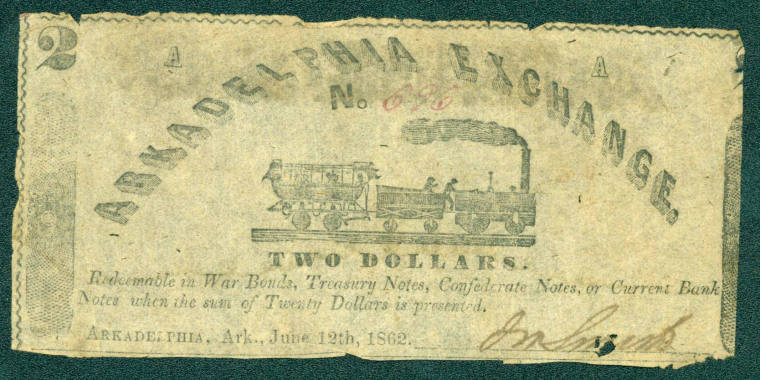 2
A A
ARKADELPHIA EXCHANGE.
No. 696
TWO DOLLARS.
Redeemable in War Bonds, Treasury Notes, Confederate Notes, or Current Bank
Notes when the sum of Twenty Dollars is presented.
ARKADELPHIA, Ark., June 12th, 1862.